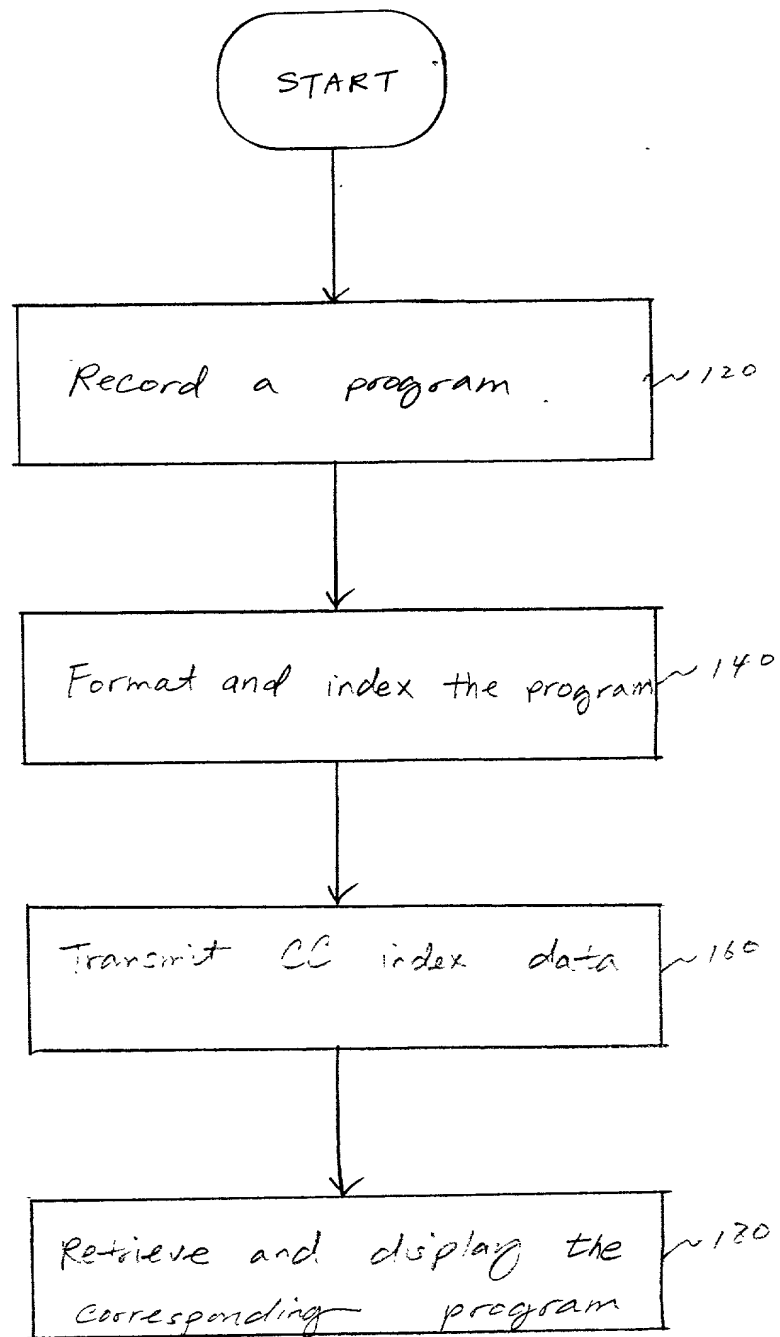 START
Record a program.
120
Format and index the program
140
Transmit CC index data
160
Retrieve and display the
corresponding program
180